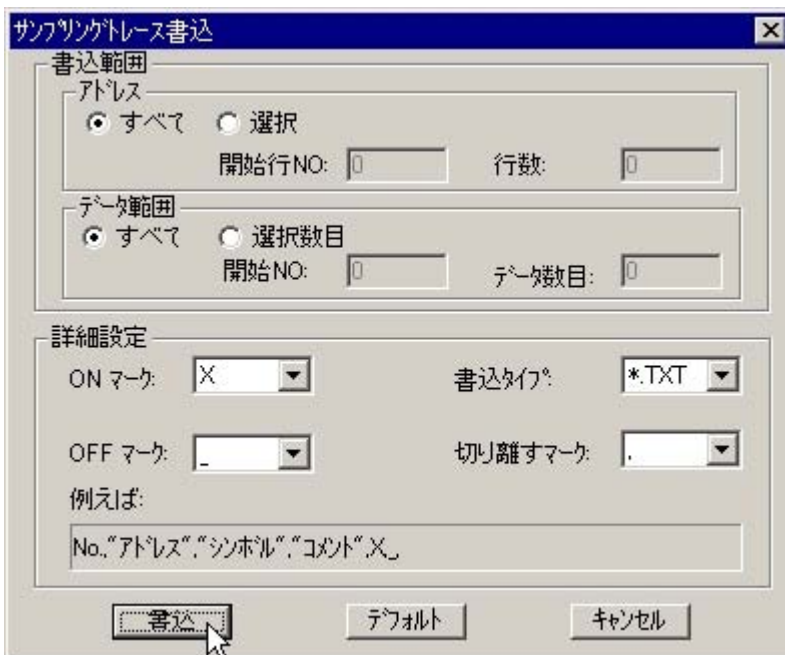 サンプリングトレース書込
書込範囲
アドレス
すべて 選択
開始行NO: 0 行数: 0
データ範囲
すべて 選択数目
開始NO: 0 データ数目: 0
詳細設定
ON マーク: X 書込タイプ: *.TXT
OFF マーク: _ 切り離すマーク: ,
例えば:
No.,"アドレス","シンボル","コメント",X,_,
書込 デフォルト キャンセル